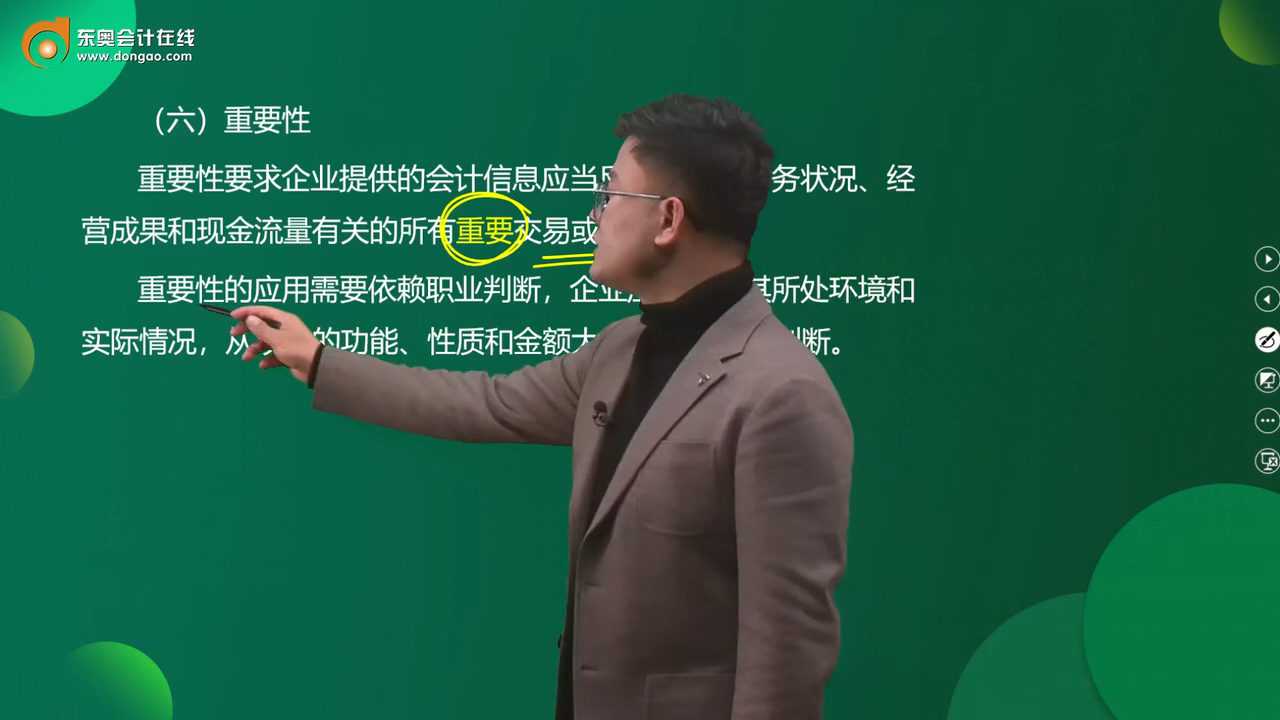 东奥会计在线
www.dongao.com
（六）重要性
重要性要求企业提供的会计信息应当 务状况、经
营成果和现金流量有关的所有重要交易或
重要性的应用需要依赖职业判断，企业 其所处环境和
实际情况，从 的功能、性质和金额 判断。